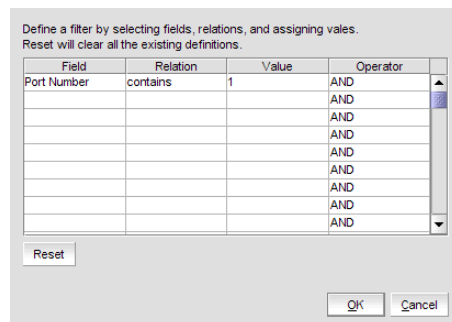 Define a filter by selecting fields, relations, and assigning vales.
Reset will clear all the existing definitions.
Field Relation Value Operator
Port Number contains 1 AND
AND
AND
AND
AND
AND
AND
AND
AND
Reset
OK Cancel